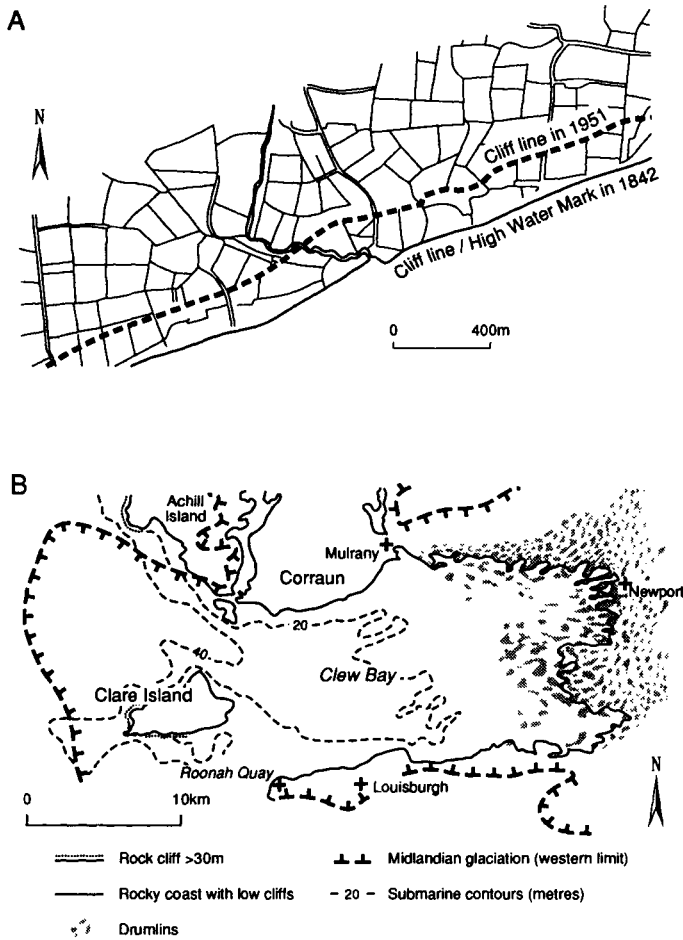 A
N
Cliff line in 1951
Cliff line / High Water Mark in 1842
0 400m
B
Achill
Island
Mulrany
Corraun
Newport
20
40
Clew Bay
Clare Island
Roonah Quay
Louisburgh
N
0 10km
Rock cliff >30m
Midlandian glaciation (western limit)
Rocky coast with low cliffs
- 20 - Submarine contours (metres)
Drumlins